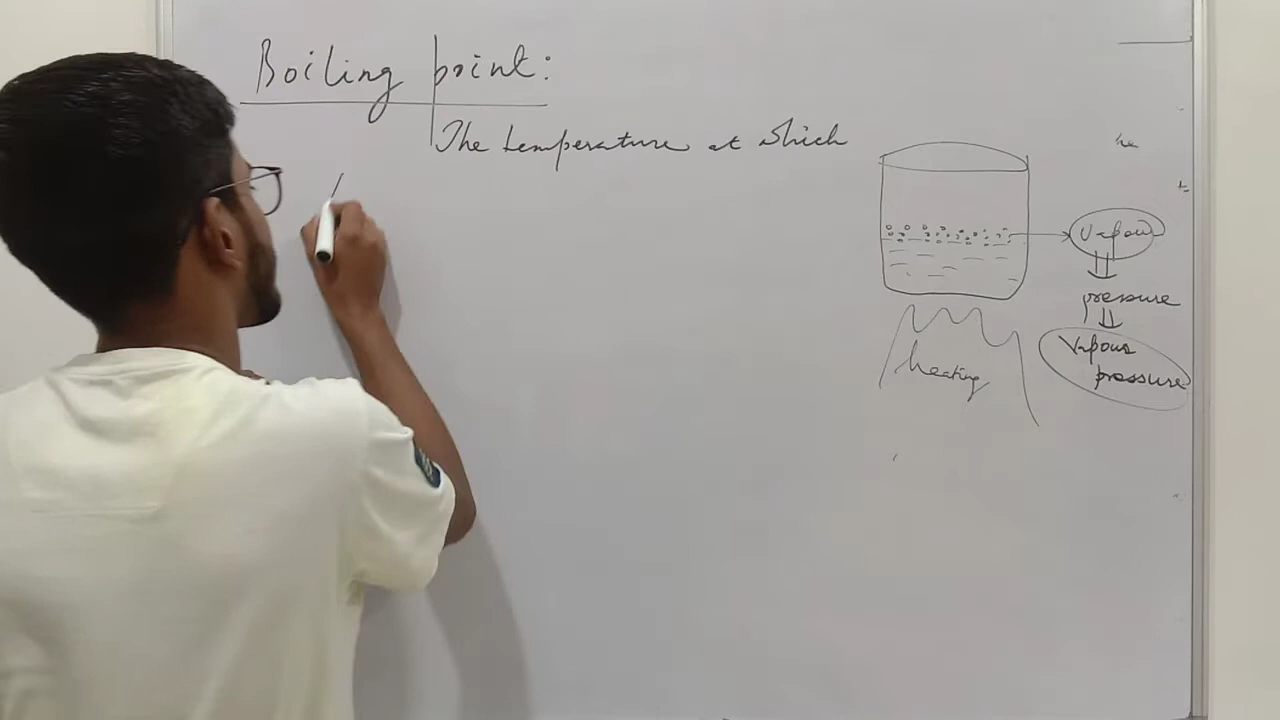 Boiling point:
The temperature at which
Vapour
pressure
Vapour
pressure
heating